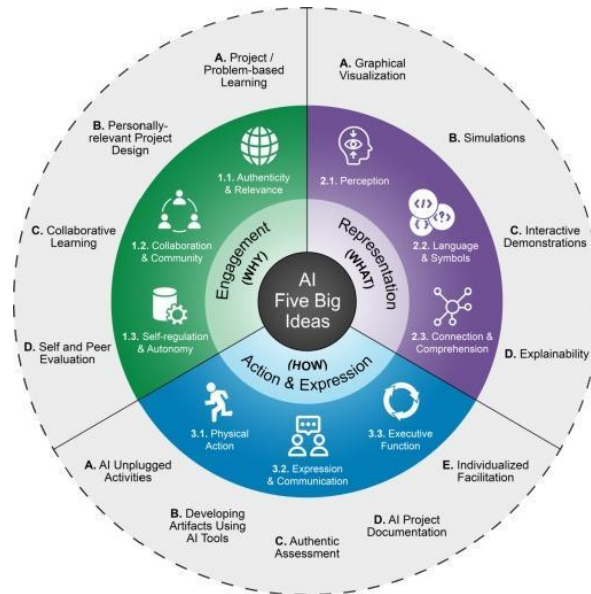 A. Project /
Problem-based
Learning
B. Personally-
relevant Project
Design
C. Collaborative
Learning
D. Self and Peer
Evaluation
1.1. Authenticity
& Relevance
1.2. Collaboration
& Community
1.3. Self-regulation
& Autonomy
Engagement
(WHY)
A. Graphical
Visualization
B. Simulations
C. Interactive
Demonstrations
D. Explainability
2.1. Perception
2.2. Language
& Symbols
2.3. Connection &
Comprehension
Representation
(WHAT)
AI
Five Big
Ideas
(HOW)
Action & Expression
3.1. Physical
Action
3.2. Expression
& Communication
3.3. Executive
Function
A. AI Unplugged
Activities
B. Developing
Artifacts Using
AI Tools
C. Authentic
Assessment
D. AI Project
Documentation
E. Individualized
Facilitation